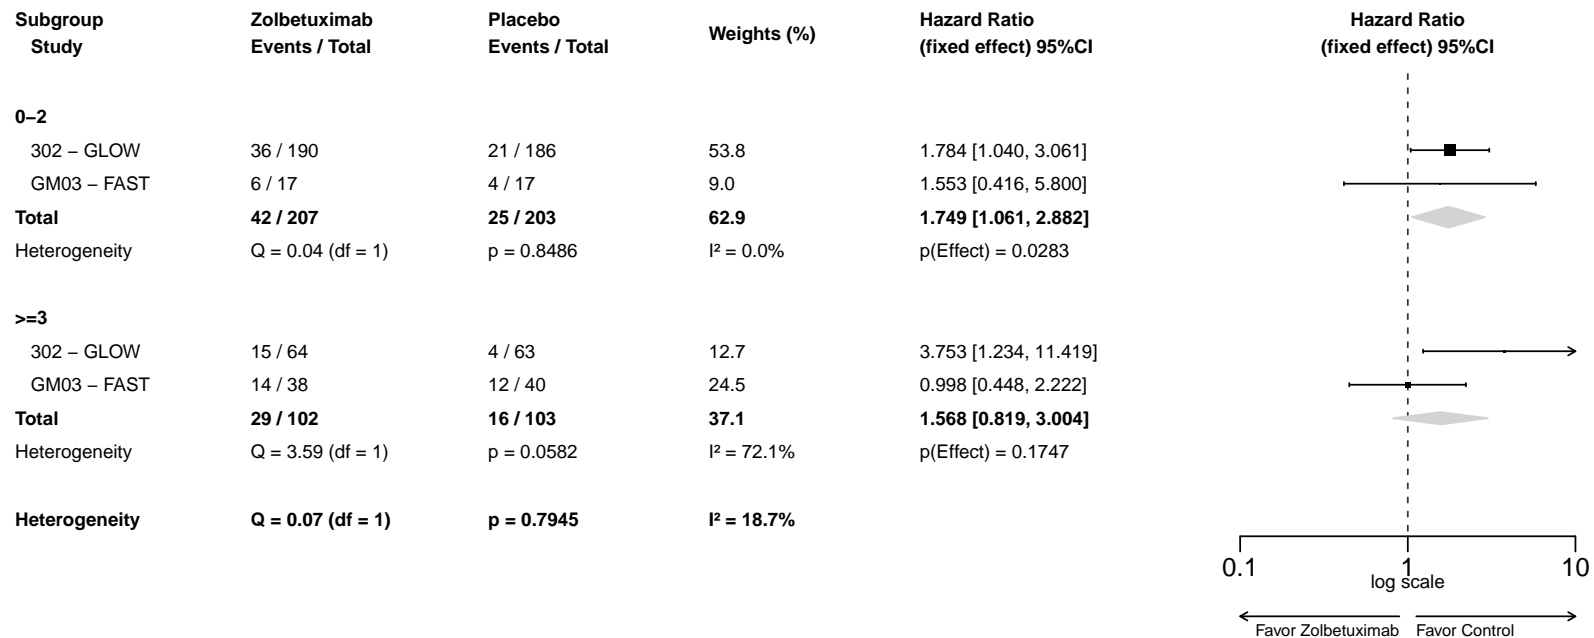 Subgroup Zolbetuximab Placebo Weights (%) Hazard Ratio Hazard Ratio
Study Events / Total Events / Total (fixed effect) 95%CI (fixed effect) 95%CI
0−2
302 − GLOW 36 / 190 21 / 186 53.8 1.784 [1.040, 3.061]
GM03 − FAST 6 / 17 4 / 17 9.0 1.553 [0.416, 5.800]
Total 42 / 207 25 / 203 62.9 1.749 [1.061, 2.882]
Heterogeneity Q = 0.04 (df = 1) p = 0.8486 I² = 0.0% p(Effect) = 0.0283
>=3
302 − GLOW 15 / 64 4 / 63 12.7 3.753 [1.234, 11.419]
GM03 − FAST 14 / 38 12 / 40 24.5 0.998 [0.448, 2.222]
Total 29 / 102 16 / 103 37.1 1.568 [0.819, 3.004]
Heterogeneity Q = 3.59 (df = 1) p = 0.0582 I² = 72.1% p(Effect) = 0.1747
Heterogeneity Q = 0.07 (df = 1) p = 0.7945 I² = 18.7%
0.1 1 10
log scale
Favor Zolbetuximab Favor Control